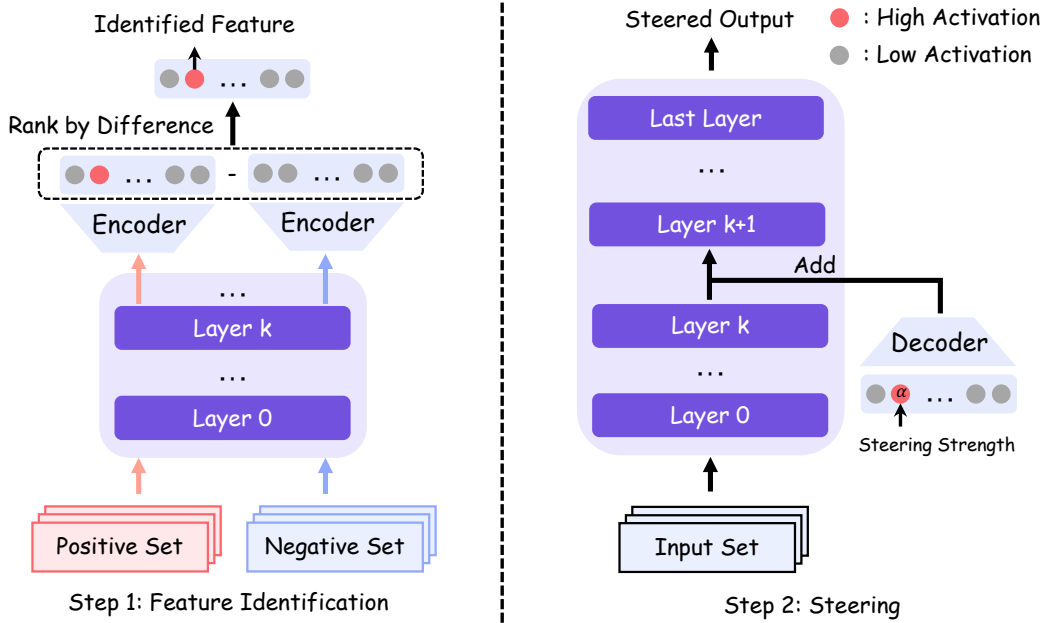 Identified Feature
...
Rank by Difference
... - ...
Encoder Encoder
...
Layer k
...
Layer 0
Positive Set Negative Set
Step 1: Feature Identification
Steered Output
: High Activation
: Low Activation
Last Layer
...
Layer k+1
Add
Layer k
Decoder
...
α ...
Layer 0
Steering Strength
Input Set
Step 2: Steering